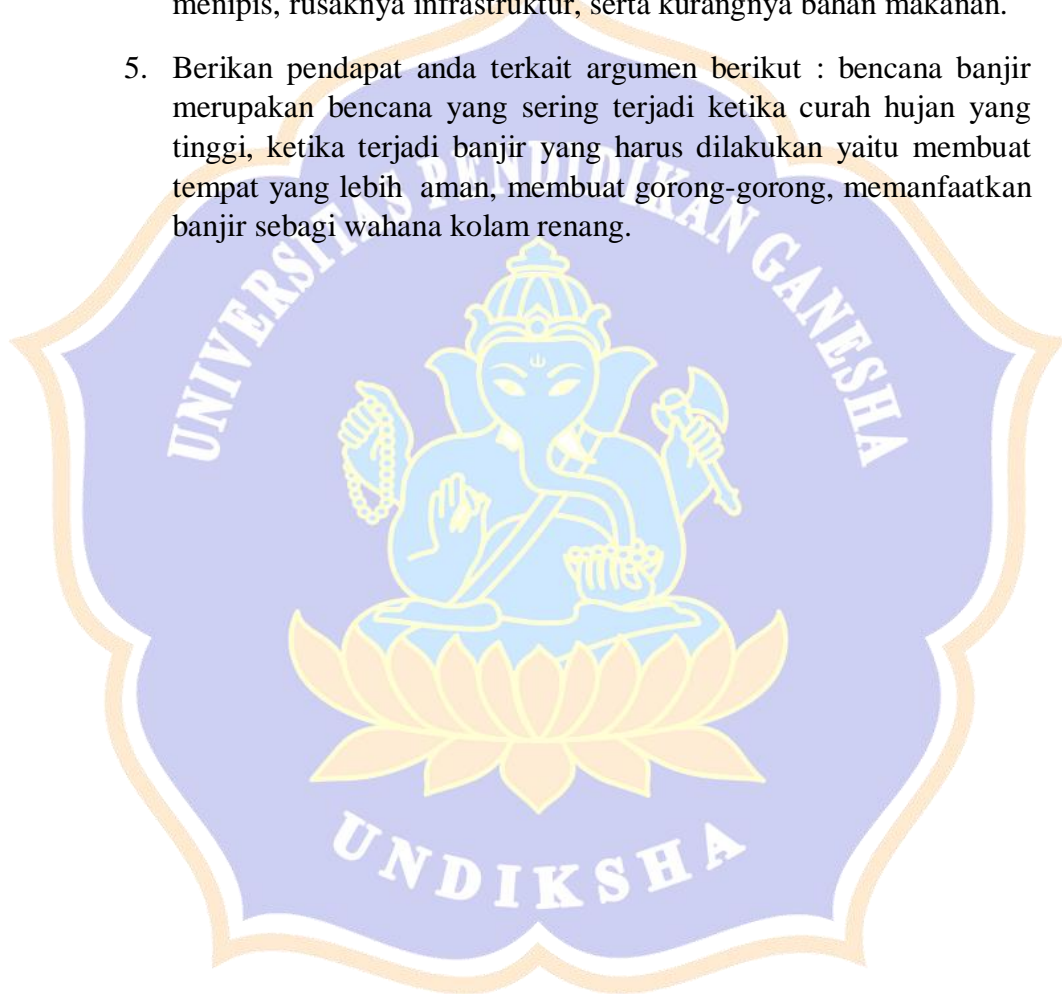 menipis, rusaknya infrastruktur, serta kurangnya bahan makanan.
5. Berikan pendapat anda terkait argumen berikut : bencana banjir
merupakan bencana yang sering terjadi ketika curah hujan yang
tinggi, ketika terjadi banjir yang harus dilakukan yaitu membuat
tempat yang lebih aman, membuat gorong-gorong, memanfaatkan
banjir sebagi wahana kolam renang.
UNIVERSITAS PENDIDIKAN GANESHA
UNDIKSHA